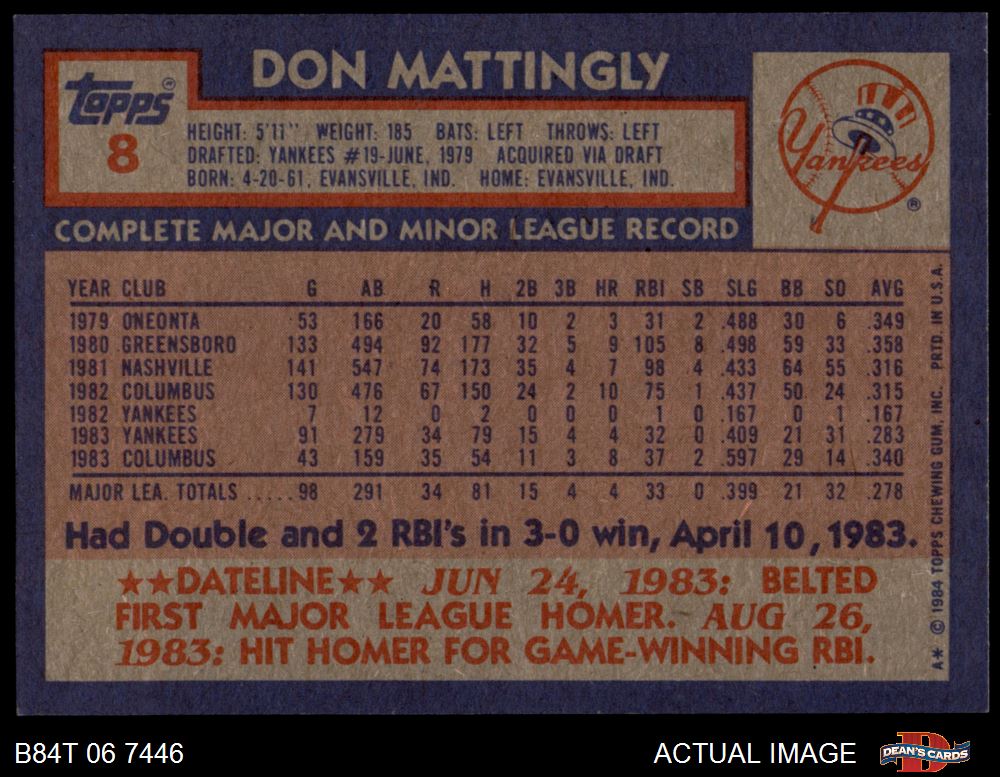 DON MATTINGLY
Topps®
8
HEIGHT: 5'11" WEIGHT: 185 BATS: LEFT THROWS: LEFT
DRAFTED: YANKEES #19-JUNE, 1979 ACQUIRED VIA DRAFT
BORN: 4-20-61, EVANSVILLE, IND. HOME: EVANSVILLE, IND.
Yankees
®
COMPLETE MAJOR AND MINOR LEAGUE RECORD
YEAR CLUB G AB R H 2B 3B HR RBI SB SLG BB SO AVG
1979 ONEONTA 53 166 20 58 10 2 3 31 2 .488 30 6 .349
1980 GREENSBORO 133 494 92 177 32 5 9 105 8 .498 59 33 .358
1981 NASHVILLE 141 547 74 173 35 4 7 98 4 .433 64 55 .316
1982 COLUMBUS 130 476 67 150 24 2 10 75 1 .437 50 24 .315
1982 YANKEES 7 12 0 2 0 0 0 1 0 .167 0 1 .167
1983 YANKEES 91 279 34 79 15 4 4 32 0 .409 21 31 .283
1983 COLUMBUS 43 159 35 54 11 3 8 37 2 .597 29 14 .340
MAJOR LEA. TOTALS .....98 291 34 81 15 4 4 33 0 .399 21 32 .278
Had Double and 2 RBI's in 3-0 win, April 10, 1983.
★★DATELINE★★ JUN 24, 1983: BELTED
FIRST MAJOR LEAGUE HOMER. AUG 26,
1983: HIT HOMER FOR GAME-WINNING RBI.
A* © 1984 TOPPS CHEWING GUM, INC. PRTD. IN U.S.A.
B84T 06 7446
ACTUAL IMAGE
D
DEAN'S CARDS